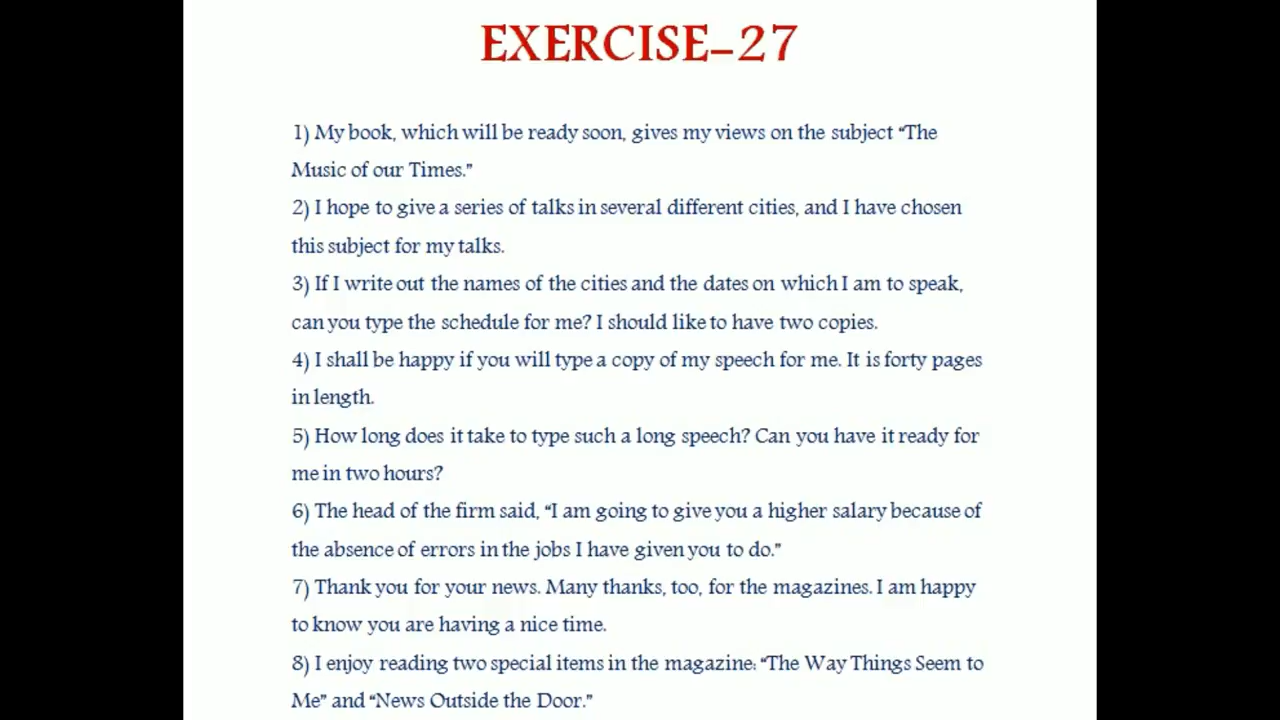 EXERCISE-27
1) My book, which will be ready soon, gives my views on the subject “The
Music of our Times.”
2) I hope to give a series of talks in several different cities, and I have chosen
this subject for my talks.
3) If I write out the names of the cities and the dates on which I am to speak,
can you type the schedule for me? I should like to have two copies.
4) I shall be happy if you will type a copy of my speech for me. It is forty pages
in length.
5) How long does it take to type such a long speech? Can you have it ready for
me in two hours?
6) The head of the firm said, “I am going to give you a higher salary because of
the absence of errors in the jobs I have given you to do.”
7) Thank you for your news. Many thanks, too, for the magazines. I am happy
to know you are having a nice time.
8) I enjoy reading two special items in the magazine: “The Way Things Seem to
Me” and “News Outside the Door.”